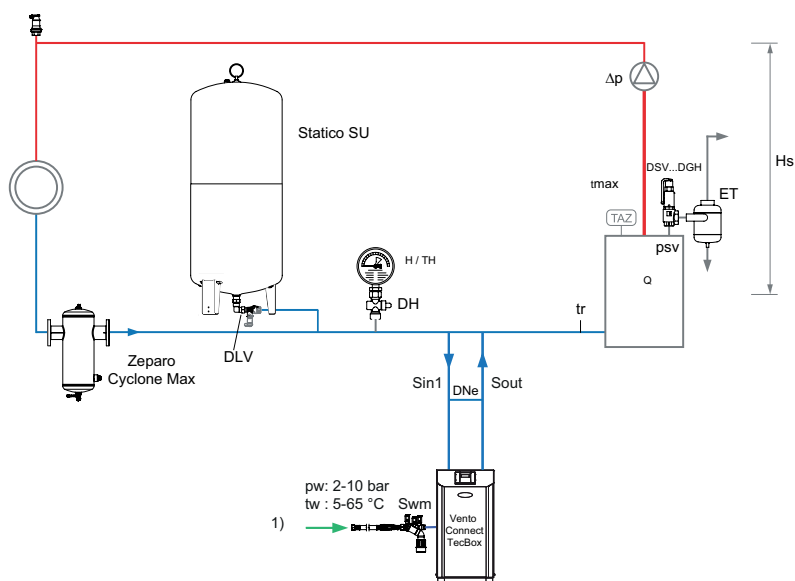 Δp
Statico SU
Hs
DSV...DGH
tmax
ET
TAZ
psv
H / TH
Q
DH
tr
DLV
Zeparo
Cyclone Max
Sin1
DNe
Sout
pw: 2-10 bar
tw : 5-65 °C
Swm
1)
Vento
Connect
TecBox